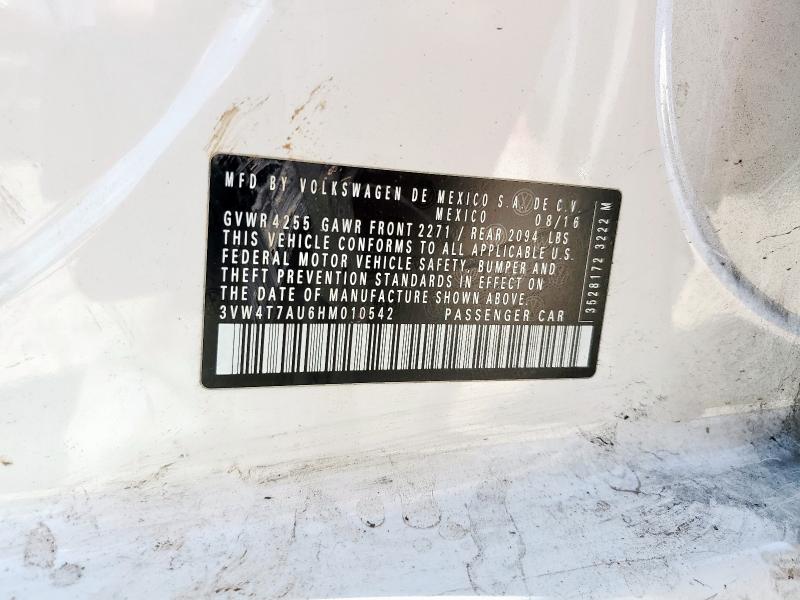 MFD BY VOLKSWAGEN DE MEXICO S.A. DE C.V.
MEXICO 08/16
GVWR 4255 GAWR FRONT 2271 / REAR 2094 LBS
THIS VEHICLE CONFORMS TO ALL APPLICABLE U.S.
FEDERAL MOTOR VEHICLE SAFETY, BUMPER AND
THEFT PREVENTION STANDARDS IN EFFECT ON
THE DATE OF MANUFACTURE SHOWN ABOVE.
3VW4T7AU6HM010542 PASSENGER CAR
3528172 3222 M